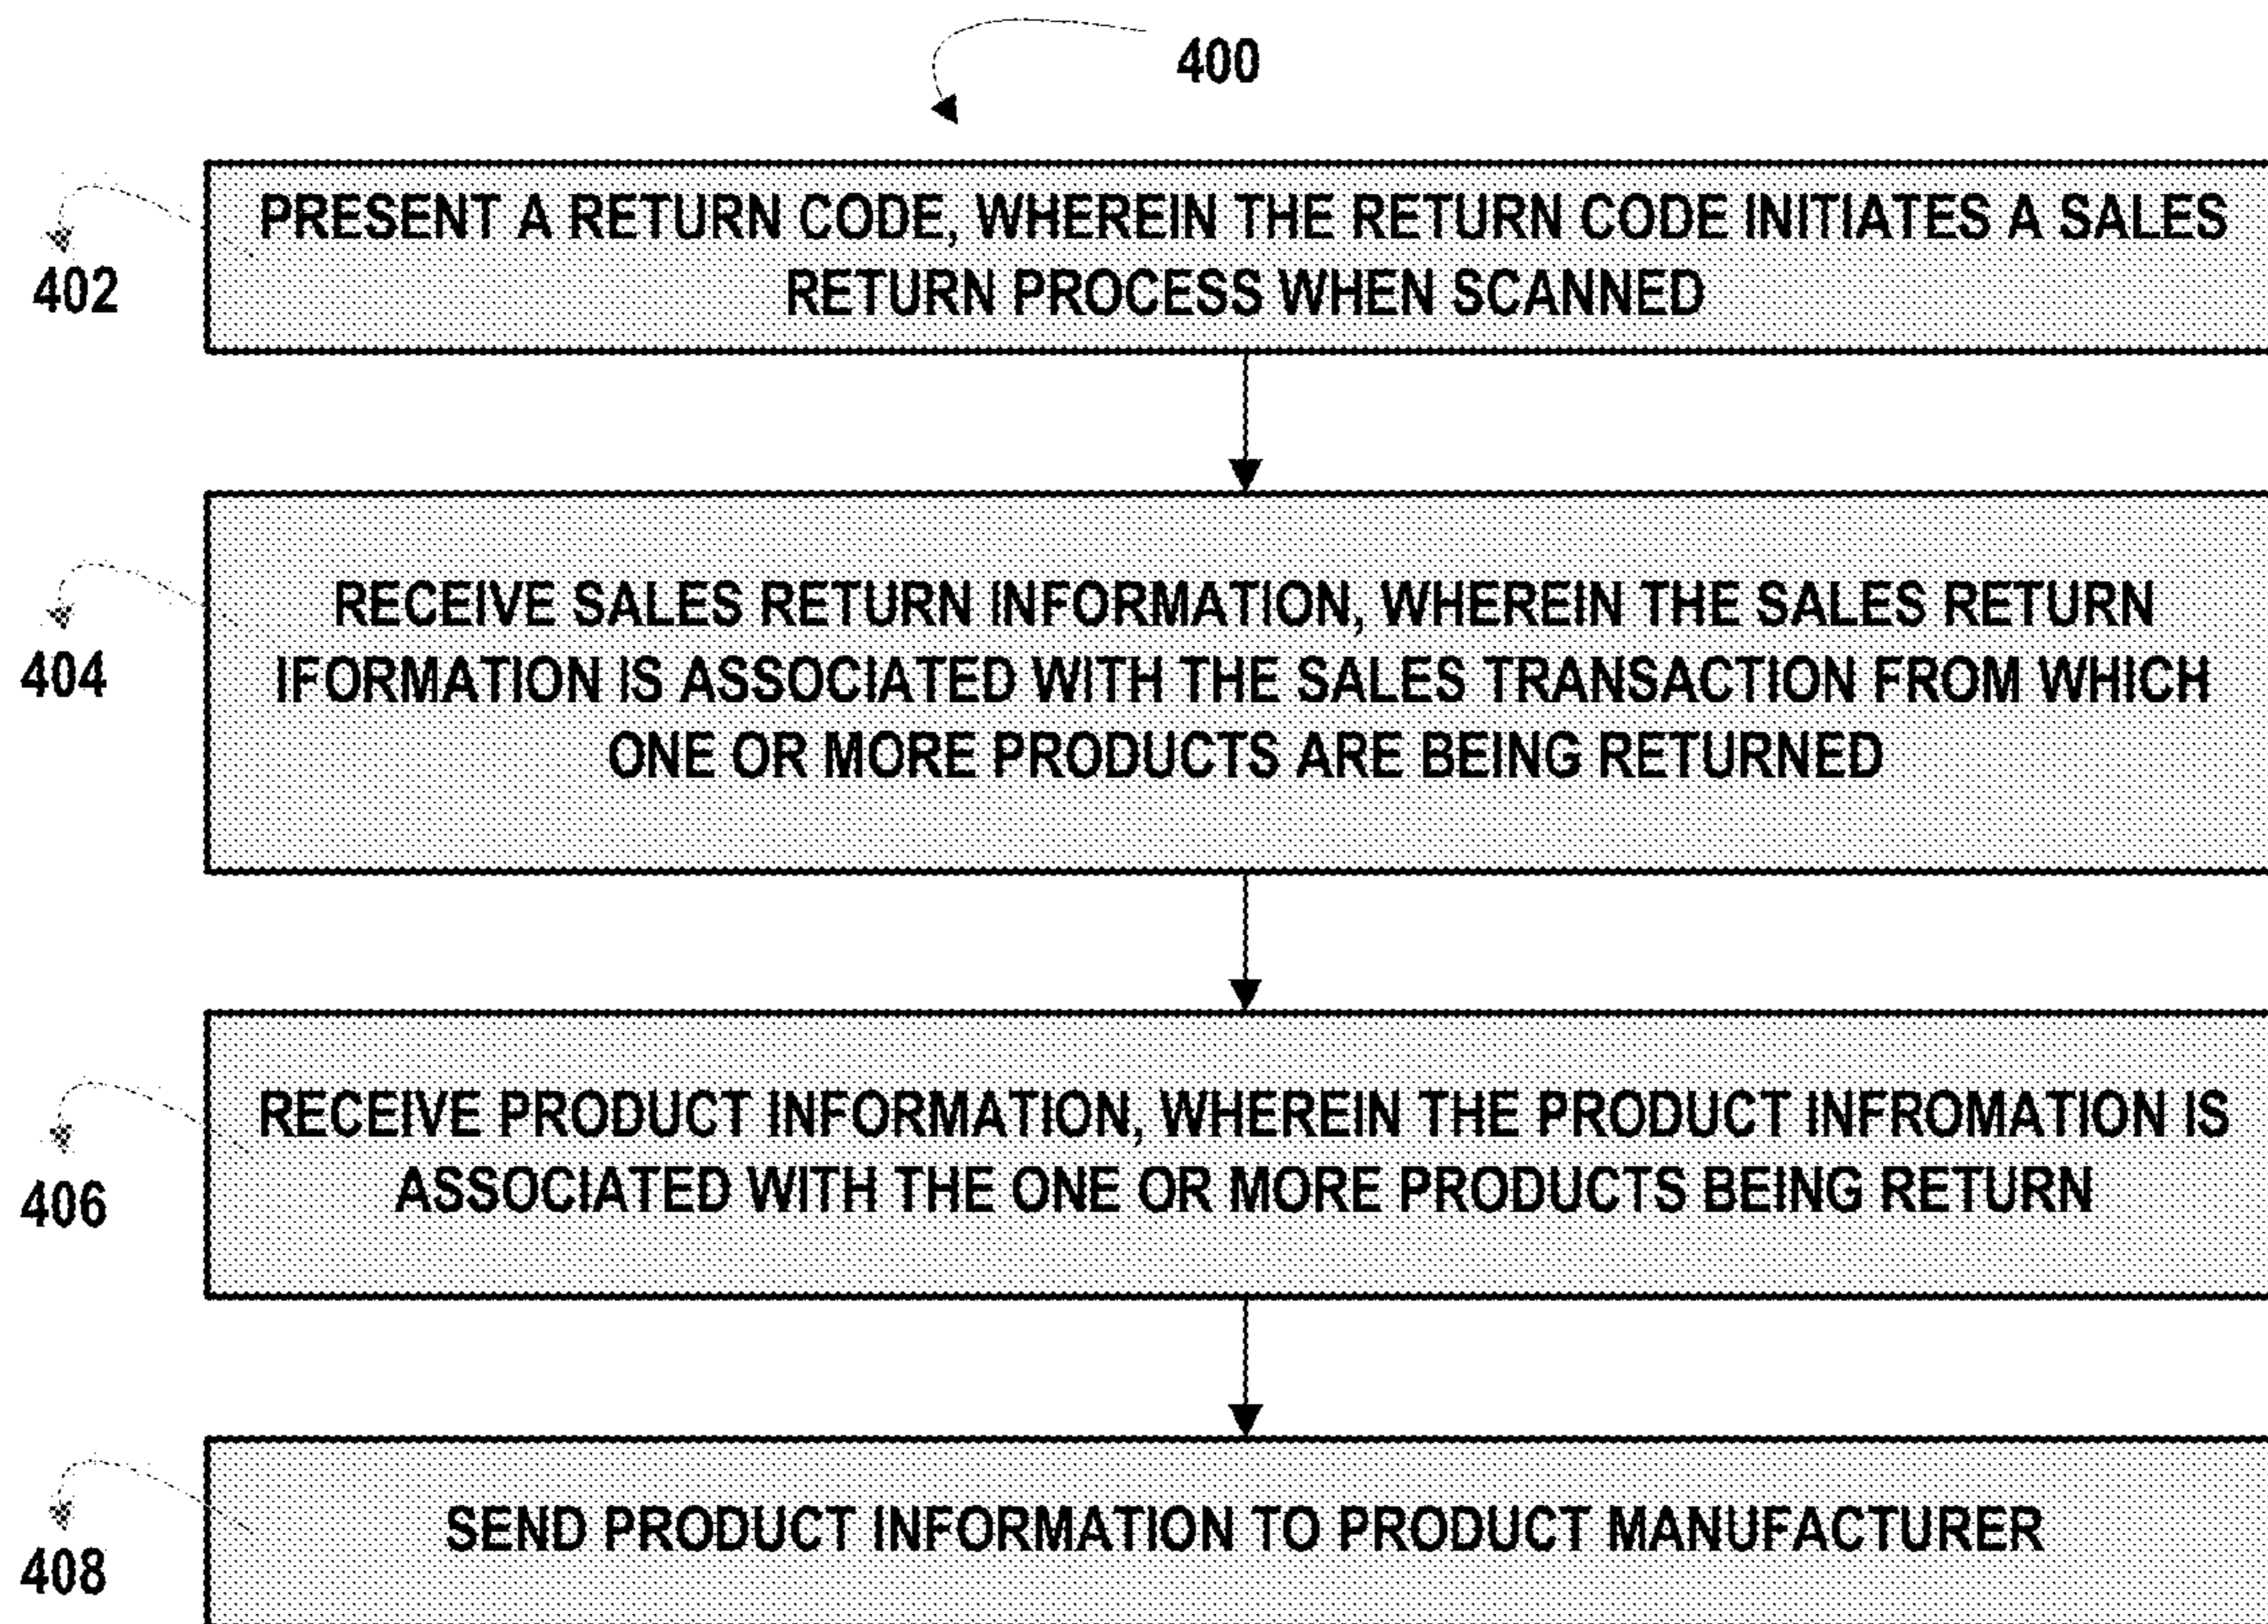 400
402
PRESENT A RETURN CODE, WHEREIN THE RETURN CODE INITIATES A SALES
RETURN PROCESS WHEN SCANNED
404
RECEIVE SALES RETURN INFORMATION, WHEREIN THE SALES RETURN
IFORMATION IS ASSOCIATED WITH THE SALES TRANSACTION FROM WHICH
ONE OR MORE PRODUCTS ARE BEING RETURNED
406
RECEIVE PRODUCT INFORMATION, WHEREIN THE PRODUCT INFROMATION IS
ASSOCIATED WITH THE ONE OR MORE PRODUCTS BEING RETURN
408
SEND PRODUCT INFORMATION TO PRODUCT MANUFACTURER